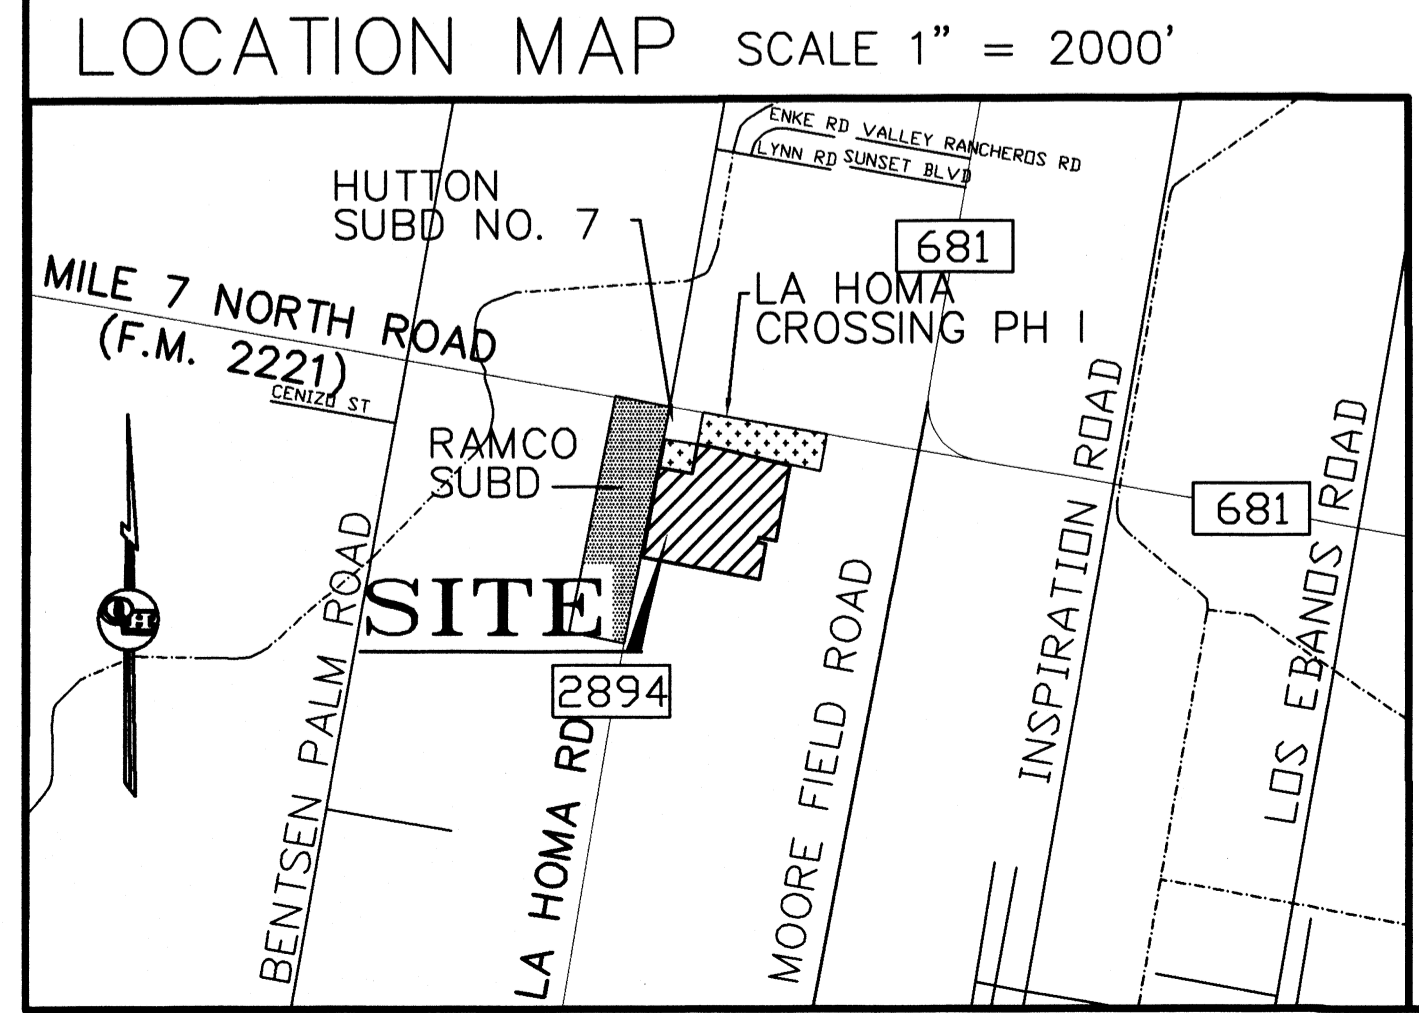 LOCATION MAP SCALE 1" = 2000'
ENKE RD VALLEY RANCHEROS RD
LYNN RD SUNSET BLVD
HUTTON
SUBD NO. 7
681
LA HOMA
CROSSING PH I
MILE 7 NORTH ROAD
(F.M. 2221)
CENIZO ST
RAMCO
SUBD
681
SITE
2894
BENTSEN PALM ROAD
LA HOMA RD
MOORE FIELD ROAD
INSPIRATION ROAD
LOS EBANOS ROAD